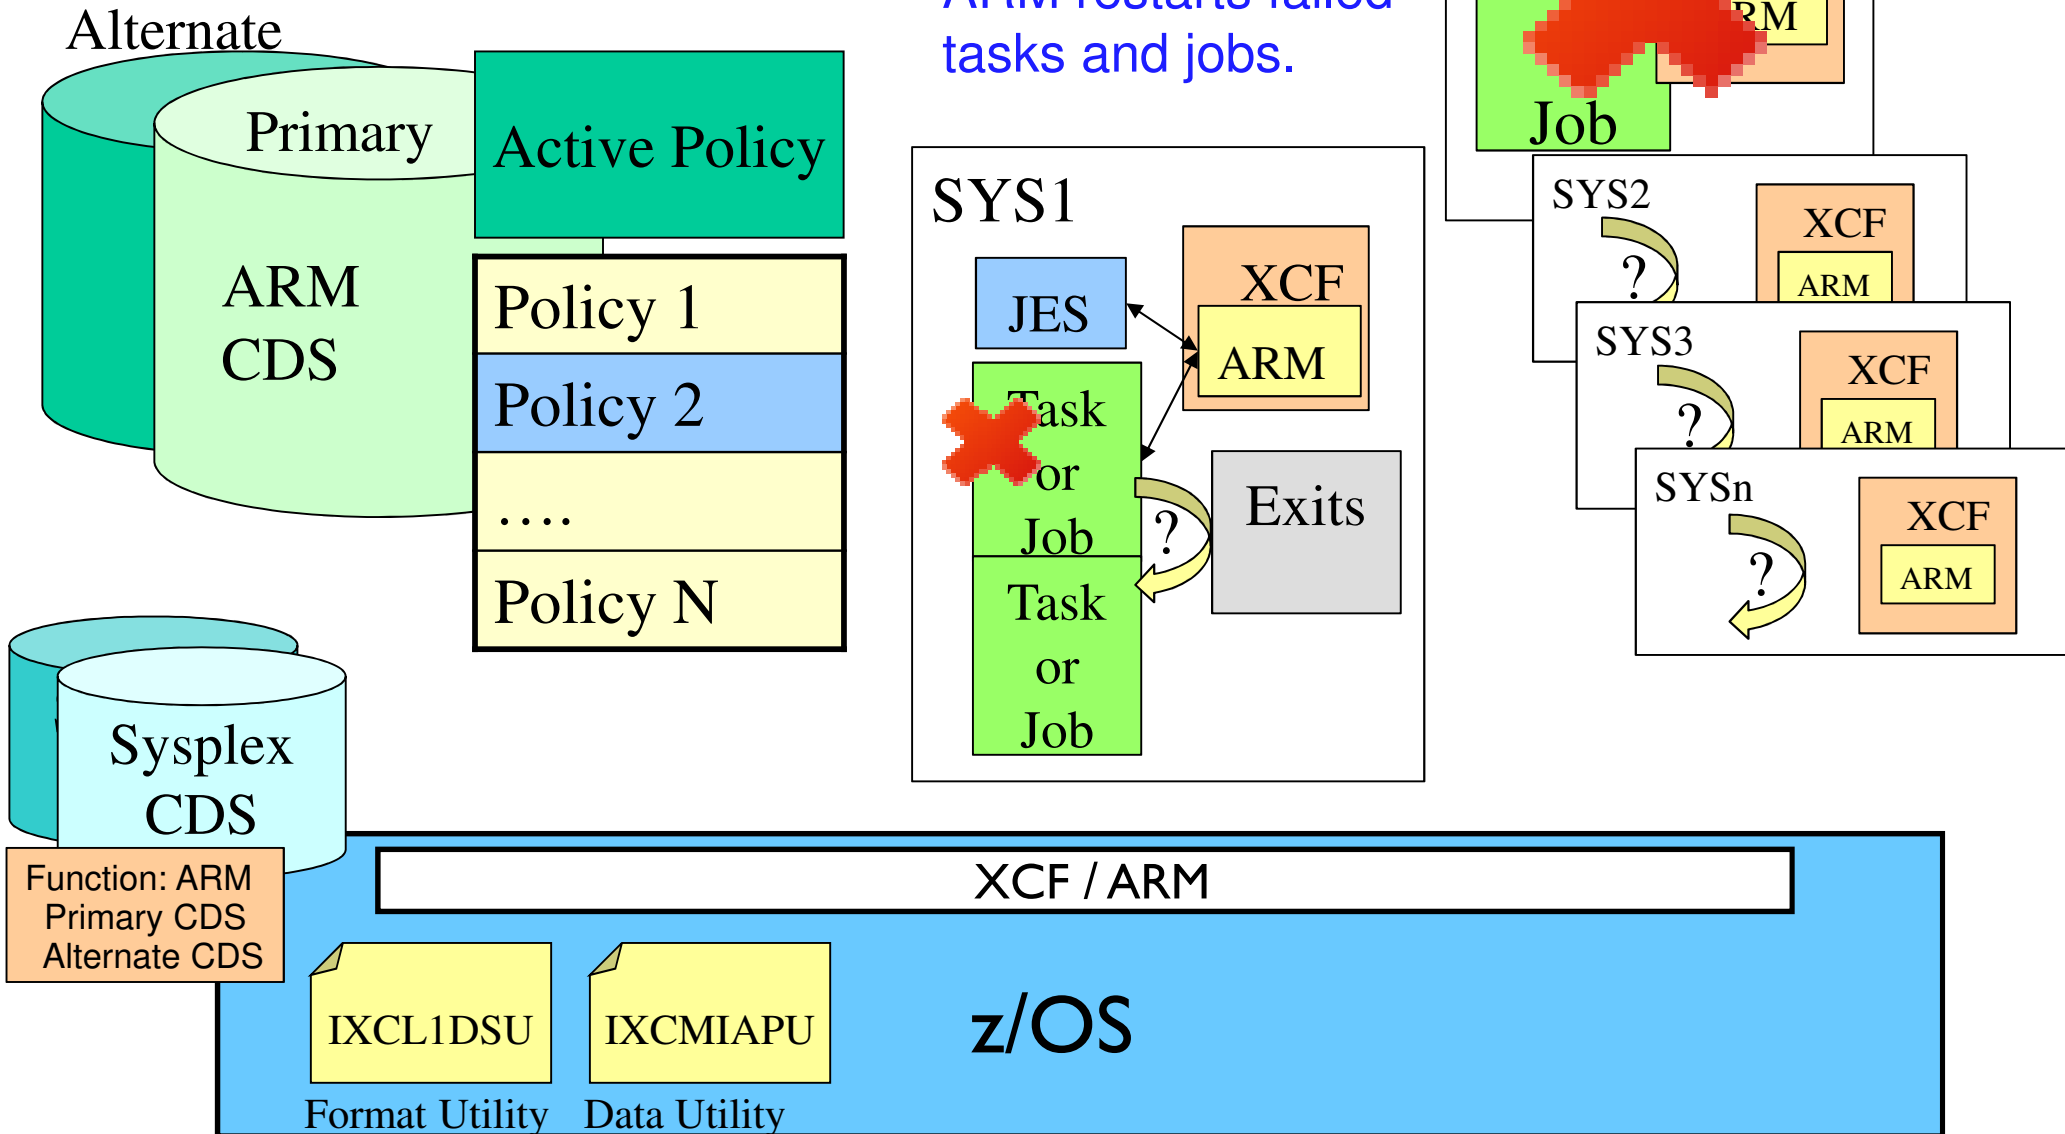 Alternate
Primary
Active Policy
ARM
CDS
Policy 1
Policy 2
....
Policy N
tasks and jobs.
Job
SYS1
JES
XCF
ARM
Task
or
Job
Exits
?
Task
or
Job
SYS2
XCF
ARM
?
SYS3
XCF
ARM
?
SYSn
XCF
ARM
?
Sysplex
CDS
Function: ARM
Primary CDS
Alternate CDS
XCF / ARM
IXCL1DSU
IXCMIAPU
z/OS
Format Utility
Data Utility